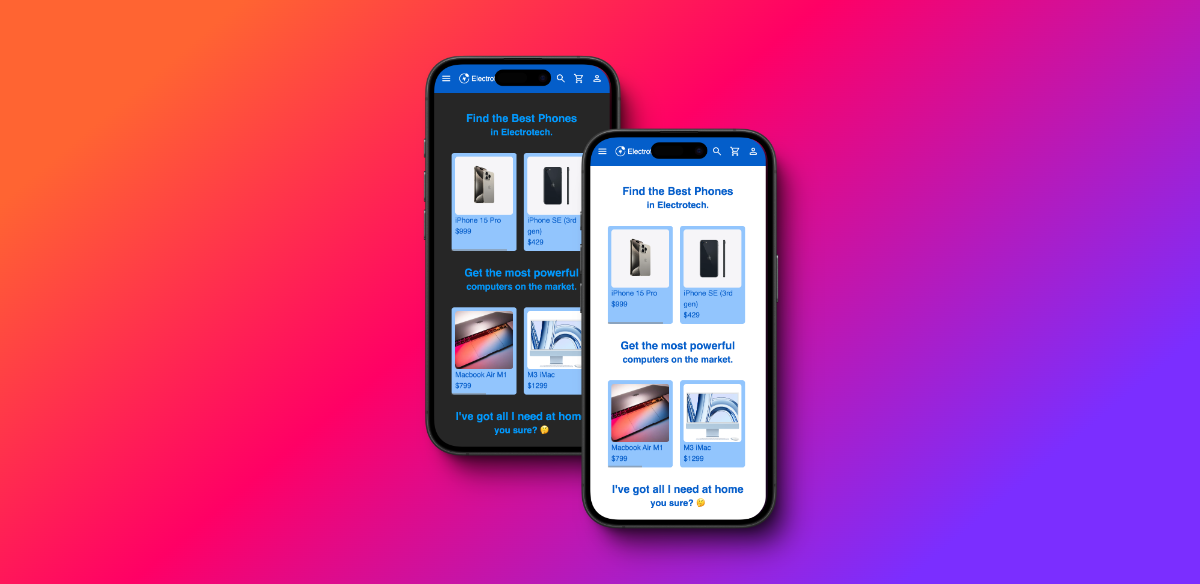 Electro
Find the Best Phones
in Electrotech.
iPhone 15 Pro
$999
iPhone SE (3rd
gen)
$429
Get the most powerful
computers on the market.
Macbook Air M1
$799
M3 iMac
$1299
I've got all I need at hom
you sure? 🤔
Electro
Find the Best Phones
in Electrotech.
iPhone 15 Pro
$999
iPhone SE (3rd
gen)
$429
Get the most powerful
computers on the market.
Macbook Air M1
$799
M3 iMac
$1299
I've got all I need at home
you sure? 🤔